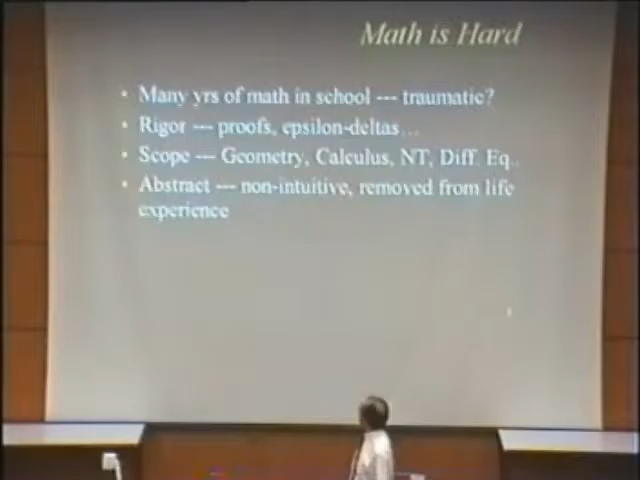 Math is Hard
• Many yrs of math in school --- traumatic?
• Rigor --- proofs, epsilon-deltas…
• Scope --- Geometry, Calculus, NT, Diff. Eq..
• Abstract --- non-intuitive, removed from life
experience